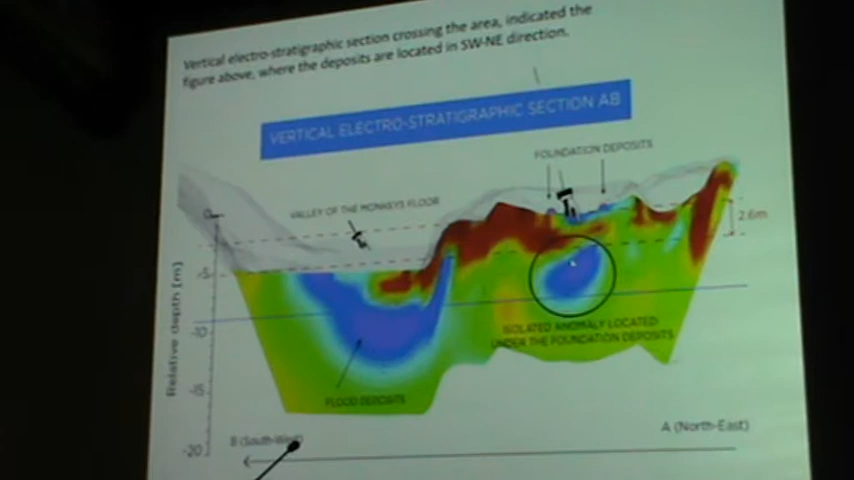 Vertical electro-stratigraphic section crossing the area, indicated the
figure above, where the deposits are located in SW-NE direction.
VERTICAL ELECTRO-STRATIGRAPHIC SECTION AB
FOUNDATION DEPOSITS
VALLEY OF THE MONKEYS FLOOR
0
2.6m
-5
Relative depth [m]
-10
ISOLATED ANOMALY LOCATED
UNDER THE FOUNDATION DEPOSITS
-15
FLOOD DEPOSITS
A (North-East)
B (South-West)
-20